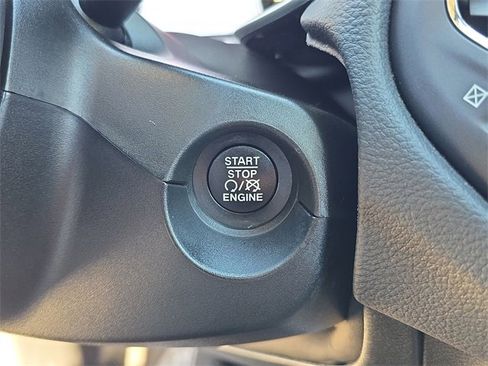 START
STOP
/
ENGINE